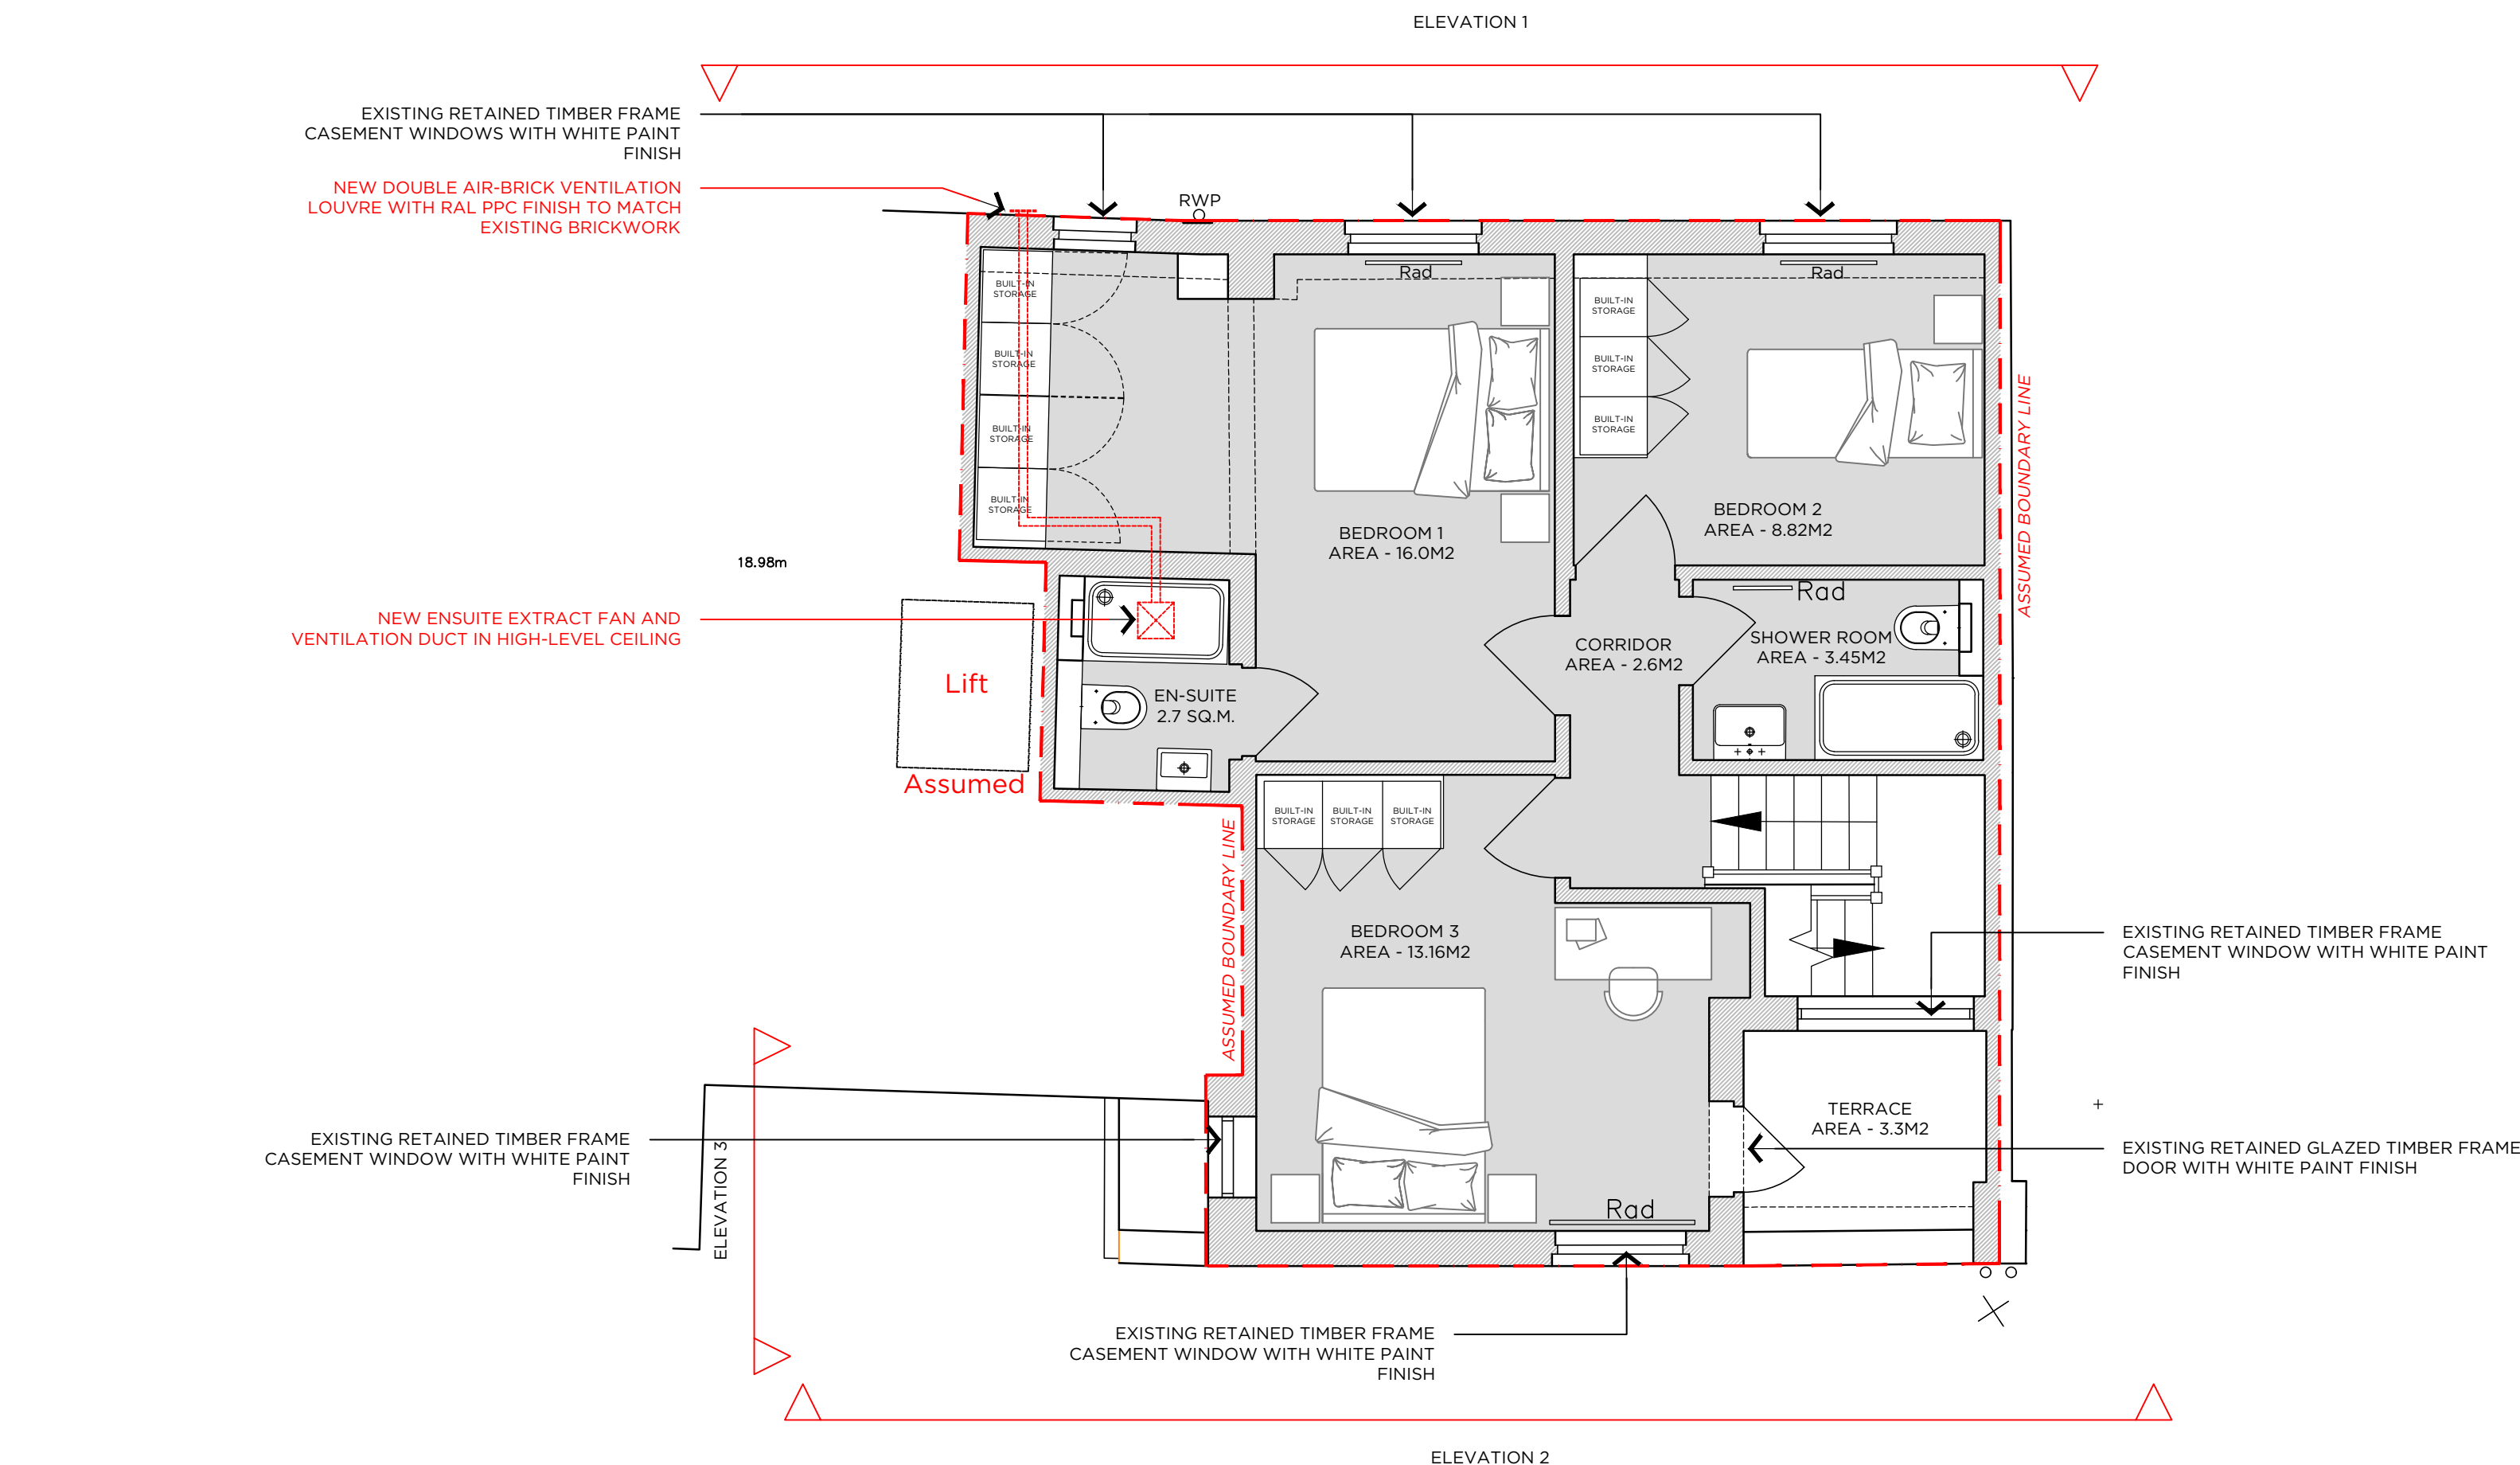 ELEVATION 1
EXISTING RETAINED TIMBER FRAME
CASEMENT WINDOWS WITH WHITE PAINT
FINISH
NEW DOUBLE AIR-BRICK VENTILATION
LOUVRE WITH RAL PPC FINISH TO MATCH
EXISTING BRICKWORK
RWP
Rad
Rad
BUILT-IN
STORAGE
BUILT-IN
STORAGE
BUILT-IN
STORAGE
BUILT-IN
STORAGE
BUILT-IN
STORAGE
BUILT-IN
STORAGE
BUILT-IN
STORAGE
ASSUMED BOUNDARY LINE
BEDROOM 1
AREA - 16.0M2
BEDROOM 2
AREA - 8.82M2
18.98m
NEW ENSUITE EXTRACT FAN AND
VENTILATION DUCT IN HIGH-LEVEL CEILING
Rad
CORRIDOR
AREA - 2.6M2
SHOWER ROOM
AREA - 3.45M2
Lift
EN-SUITE
2.7 SQ.M.
Assumed
BUILT-IN
STORAGE
BUILT-IN
STORAGE
BUILT-IN
STORAGE
ASSUMED BOUNDARY LINE
BEDROOM 3
AREA - 13.16M2
EXISTING RETAINED TIMBER FRAME
CASEMENT WINDOW WITH WHITE PAINT
FINISH
TERRACE
AREA - 3.3M2
EXISTING RETAINED TIMBER FRAME
CASEMENT WINDOW WITH WHITE PAINT
FINISH
ELEVATION 3
EXISTING RETAINED GLAZED TIMBER FRAME
DOOR WITH WHITE PAINT FINISH
Rad
EXISTING RETAINED TIMBER FRAME
CASEMENT WINDOW WITH WHITE PAINT
FINISH
ELEVATION 2